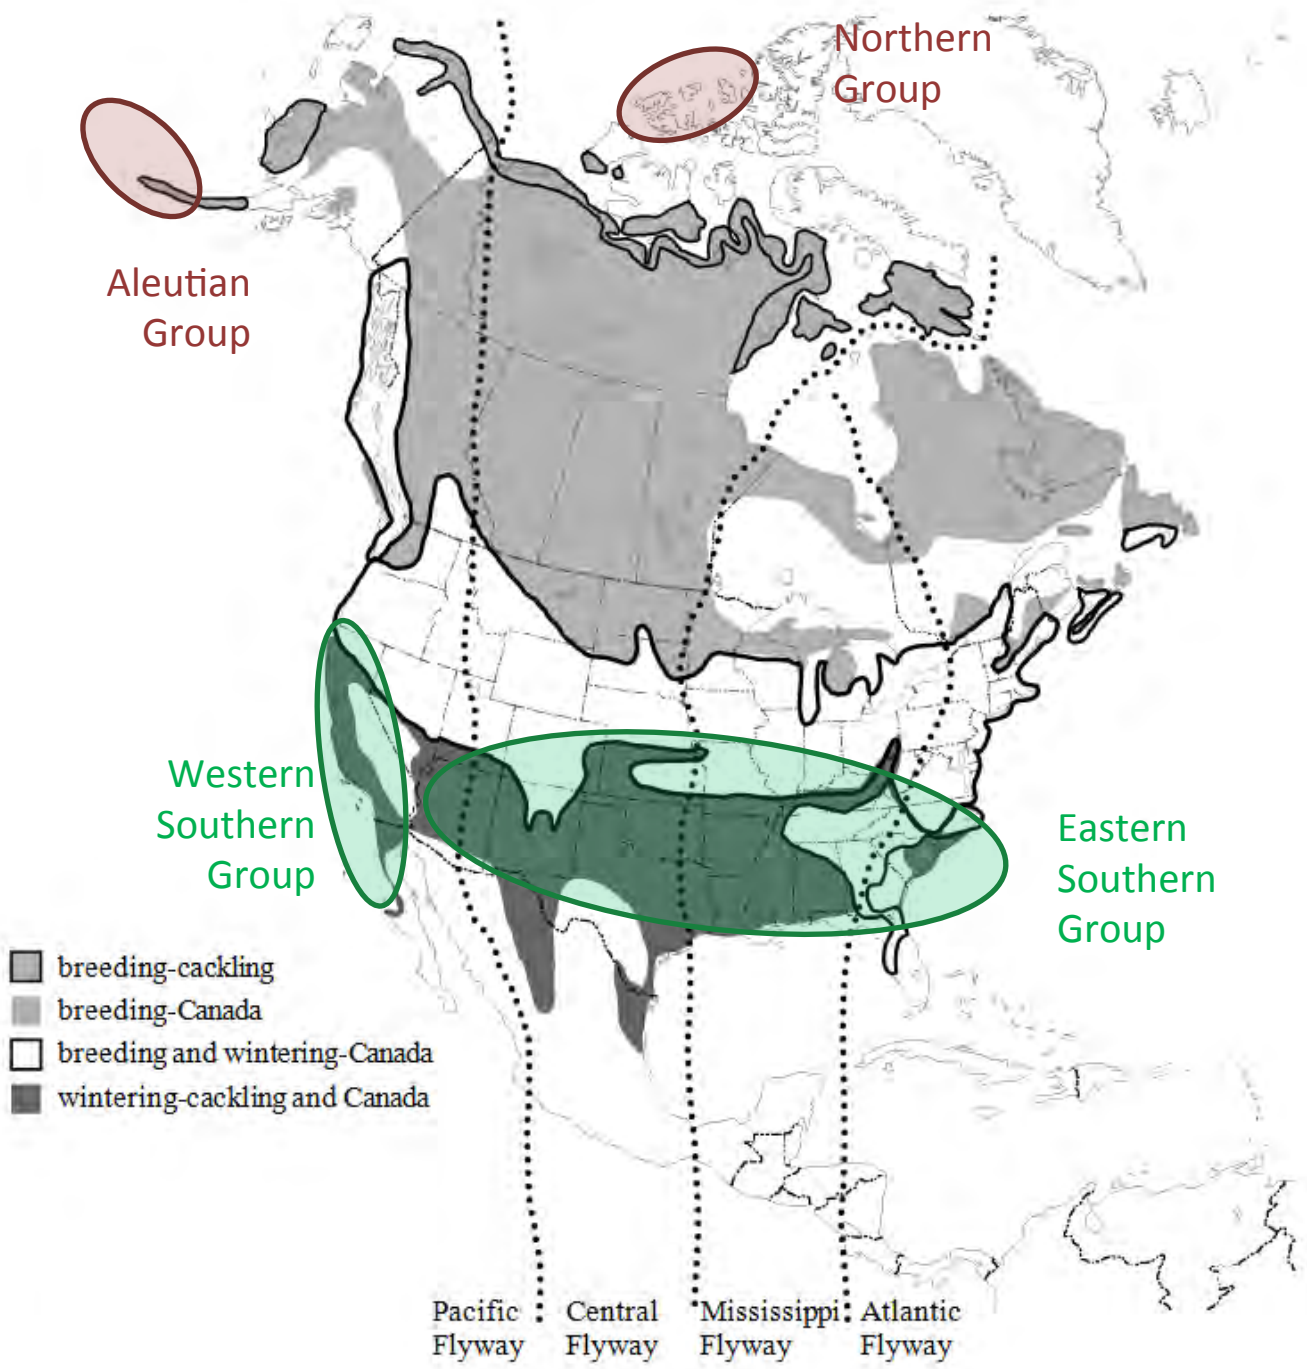 Northern
Group
Aleutian
Group
Western
Southern
Group
Eastern
Southern
Group
breeding-cackling
breeding-Canada
breeding and wintering-Canada
wintering-cackling and Canada
Pacific
Flyway
Central
Flyway
Mississippi
Flyway
Atlantic
Flyway